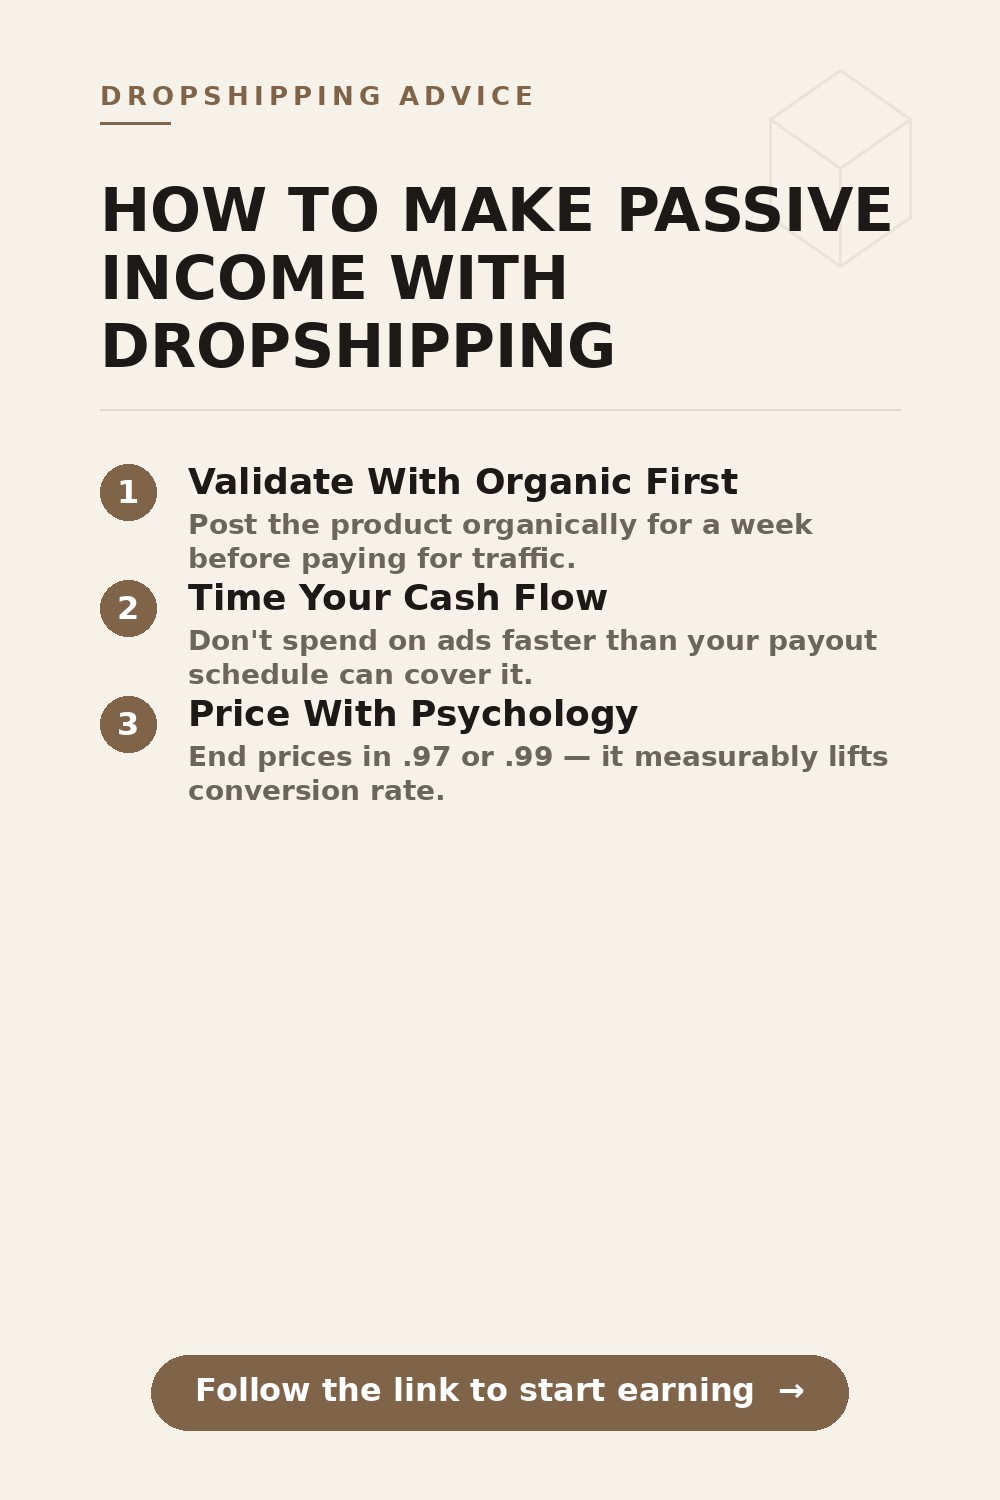 DROPSHIPPING ADVICE
HOW TO MAKE PASSIVE
INCOME WITH
DROPSHIPPING
1 Validate With Organic First
Post the product organically for a week
before paying for traffic.
2 Time Your Cash Flow
Don't spend on ads faster than your payout
schedule can cover it.
3 Price With Psychology
End prices in .97 or .99 — it measurably lifts
conversion rate.
Follow the link to start earning →